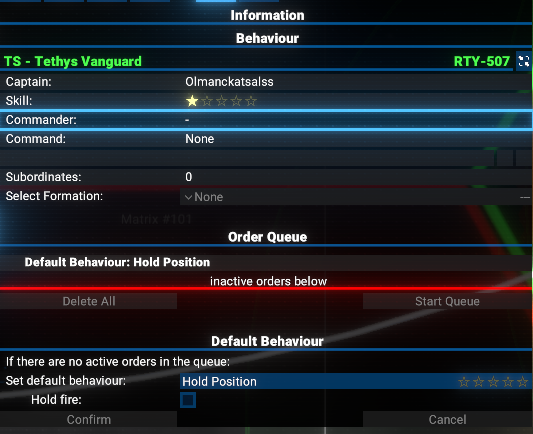 Information
Behaviour
TS - Tethys Vanguard RTY-507
Captain: Olmanckatsalss
Skill:
Commander: -
Command: None
Subordinates: 0
Select Formation: None
Matrix #101
Order Queue
Default Behaviour: Hold Position
inactive orders below
Delete All Start Queue
Default Behaviour
If there are no active orders in the queue:
Set default behaviour: Hold Position
Hold fire:
Confirm Cancel